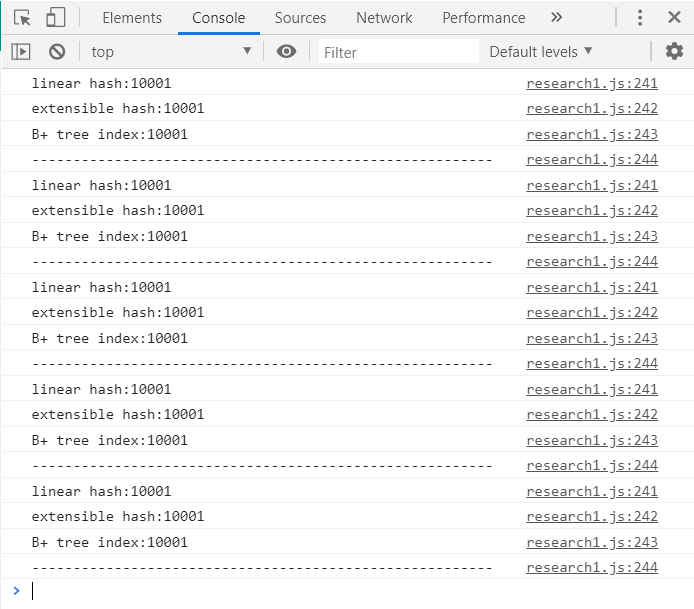 Elements Console Sources Network Performance »
top ▼ Filter Default levels ▼
linear hash:10001 research1.js:241
extensible hash:10001 research1.js:242
B+ tree index:10001 research1.js:243
-------------------------------------------------------- research1.js:244
linear hash:10001 research1.js:241
extensible hash:10001 research1.js:242
B+ tree index:10001 research1.js:243
-------------------------------------------------------- research1.js:244
linear hash:10001 research1.js:241
extensible hash:10001 research1.js:242
B+ tree index:10001 research1.js:243
-------------------------------------------------------- research1.js:244
linear hash:10001 research1.js:241
extensible hash:10001 research1.js:242
B+ tree index:10001 research1.js:243
-------------------------------------------------------- research1.js:244
linear hash:10001 research1.js:241
extensible hash:10001 research1.js:242
B+ tree index:10001 research1.js:243
-------------------------------------------------------- research1.js:244
>